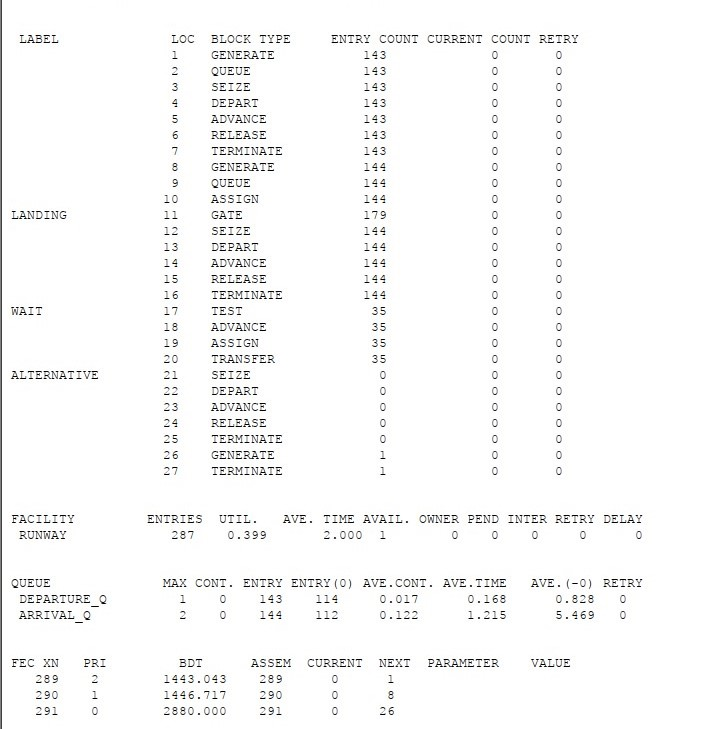 LABEL LOC BLOCK TYPE ENTRY COUNT CURRENT COUNT RETRY
1 GENERATE 143 0 0
2 QUEUE 143 0 0
3 SEIZE 143 0 0
4 DEPART 143 0 0
5 ADVANCE 143 0 0
6 RELEASE 143 0 0
7 TERMINATE 143 0 0
8 GENERATE 144 0 0
9 QUEUE 144 0 0
10 ASSIGN 144 0 0
LANDING 11 GATE 179 0 0
12 SEIZE 144 0 0
13 DEPART 144 0 0
14 ADVANCE 144 0 0
15 RELEASE 144 0 0
16 TERMINATE 144 0 0
WAIT 17 TEST 35 0 0
18 ADVANCE 35 0 0
19 ASSIGN 35 0 0
20 TRANSFER 35 0 0
ALTERNATIVE 21 SEIZE 0 0 0
22 DEPART 0 0 0
23 ADVANCE 0 0 0
24 RELEASE 0 0 0
25 TERMINATE 0 0 0
26 GENERATE 1 0 0
27 TERMINATE 1 0 0
FACILITY ENTRIES UTIL. AVE. TIME AVAIL. OWNER PEND INTER RETRY DELAY
RUNWAY 287 0.399 2.000 1 0 0 0 0 0
QUEUE MAX CONT. ENTRY ENTRY(0) AVE.CONT. AVE.TIME AVE.(-0) RETRY
DEPARTURE_Q 1 0 143 114 0.017 0.168 0.828 0
ARRIVAL_Q 2 0 144 112 0.122 1.215 5.469 0
FEC XN PRI BDT ASSEM CURRENT NEXT PARAMETER VALUE
289 2 1443.043 289 0 1
290 1 1446.717 290 0 8
291 0 2880.000 291 0 26